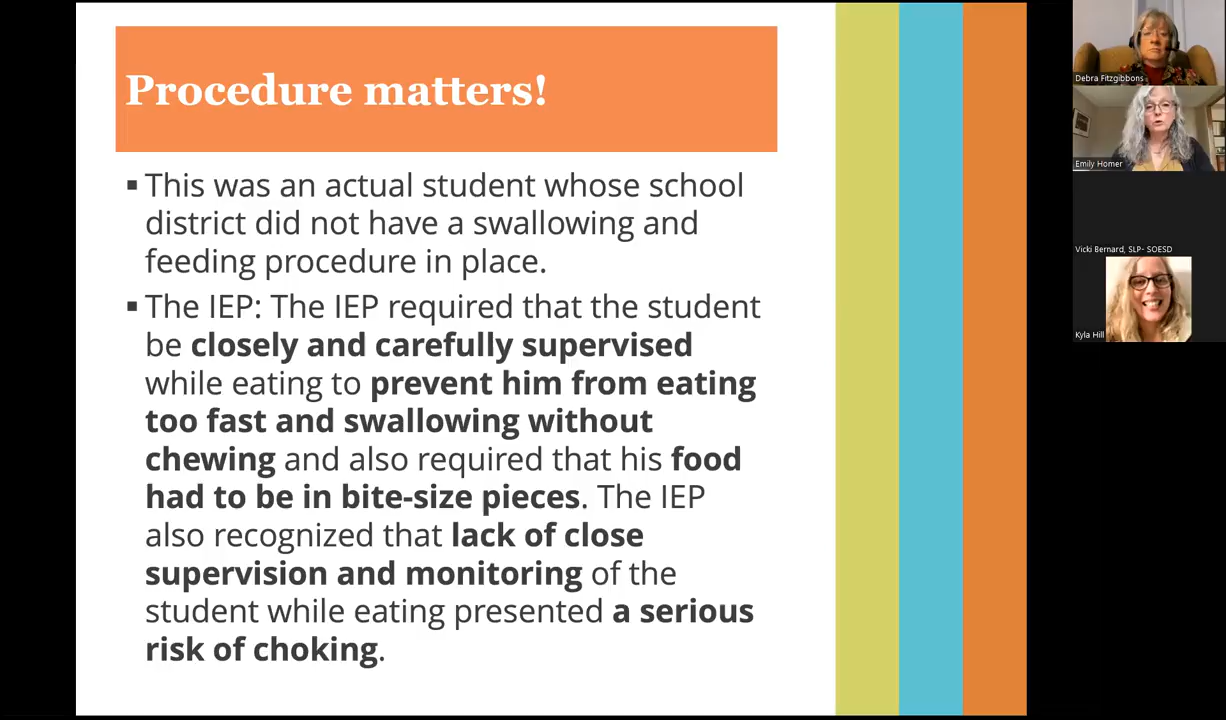 Procedure matters!
▪ This was an actual student whose school
district did not have a swallowing and
feeding procedure in place.
▪ The IEP: The IEP required that the student
be closely and carefully supervised
while eating to prevent him from eating
too fast and swallowing without
chewing and also required that his food
had to be in bite-size pieces. The IEP
also recognized that lack of close
supervision and monitoring of the
student while eating presented a serious
risk of choking.
Debra Fitzgibbons
Emily Homer
Vicki Bernard, SLP- SOESD
Kyla Hill